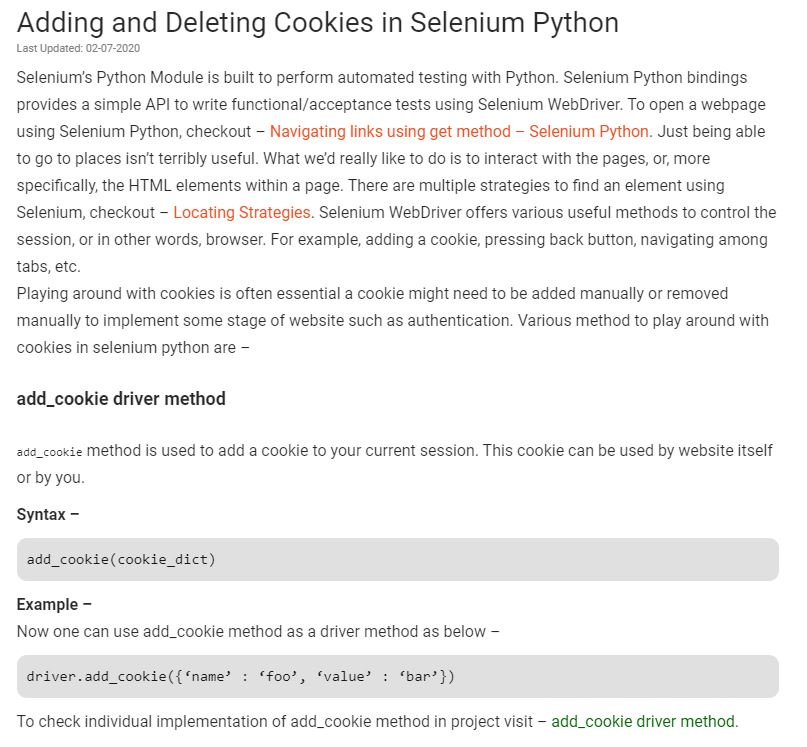 Adding and Deleting Cookies in Selenium Python
Last Updated: 02-07-2020
Selenium’s Python Module is built to perform automated testing with Python. Selenium Python bindings
provides a simple API to write functional/acceptance tests using Selenium WebDriver. To open a webpage
using Selenium Python, checkout – Navigating links using get method – Selenium Python. Just being able
to go to places isn’t terribly useful. What we’d really like to do is to interact with the pages, or, more
specifically, the HTML elements within a page. There are multiple strategies to find an element using
Selenium, checkout – Locating Strategies. Selenium WebDriver offers various useful methods to control the
session, or in other words, browser. For example, adding a cookie, pressing back button, navigating among
tabs, etc.
Playing around with cookies is often essential a cookie might need to be added manually or removed
manually to implement some stage of website such as authentication. Various method to play around with
cookies in selenium python are –
add_cookie driver method
add_cookie method is used to add a cookie to your current session. This cookie can be used by website itself
or by you.
Syntax –
add_cookie(cookie_dict)
Example –
Now one can use add_cookie method as a driver method as below –
driver.add_cookie({‘name’ : ‘foo’, ‘value’ : ‘bar’})
To check individual implementation of add_cookie method in project visit – add_cookie driver method.